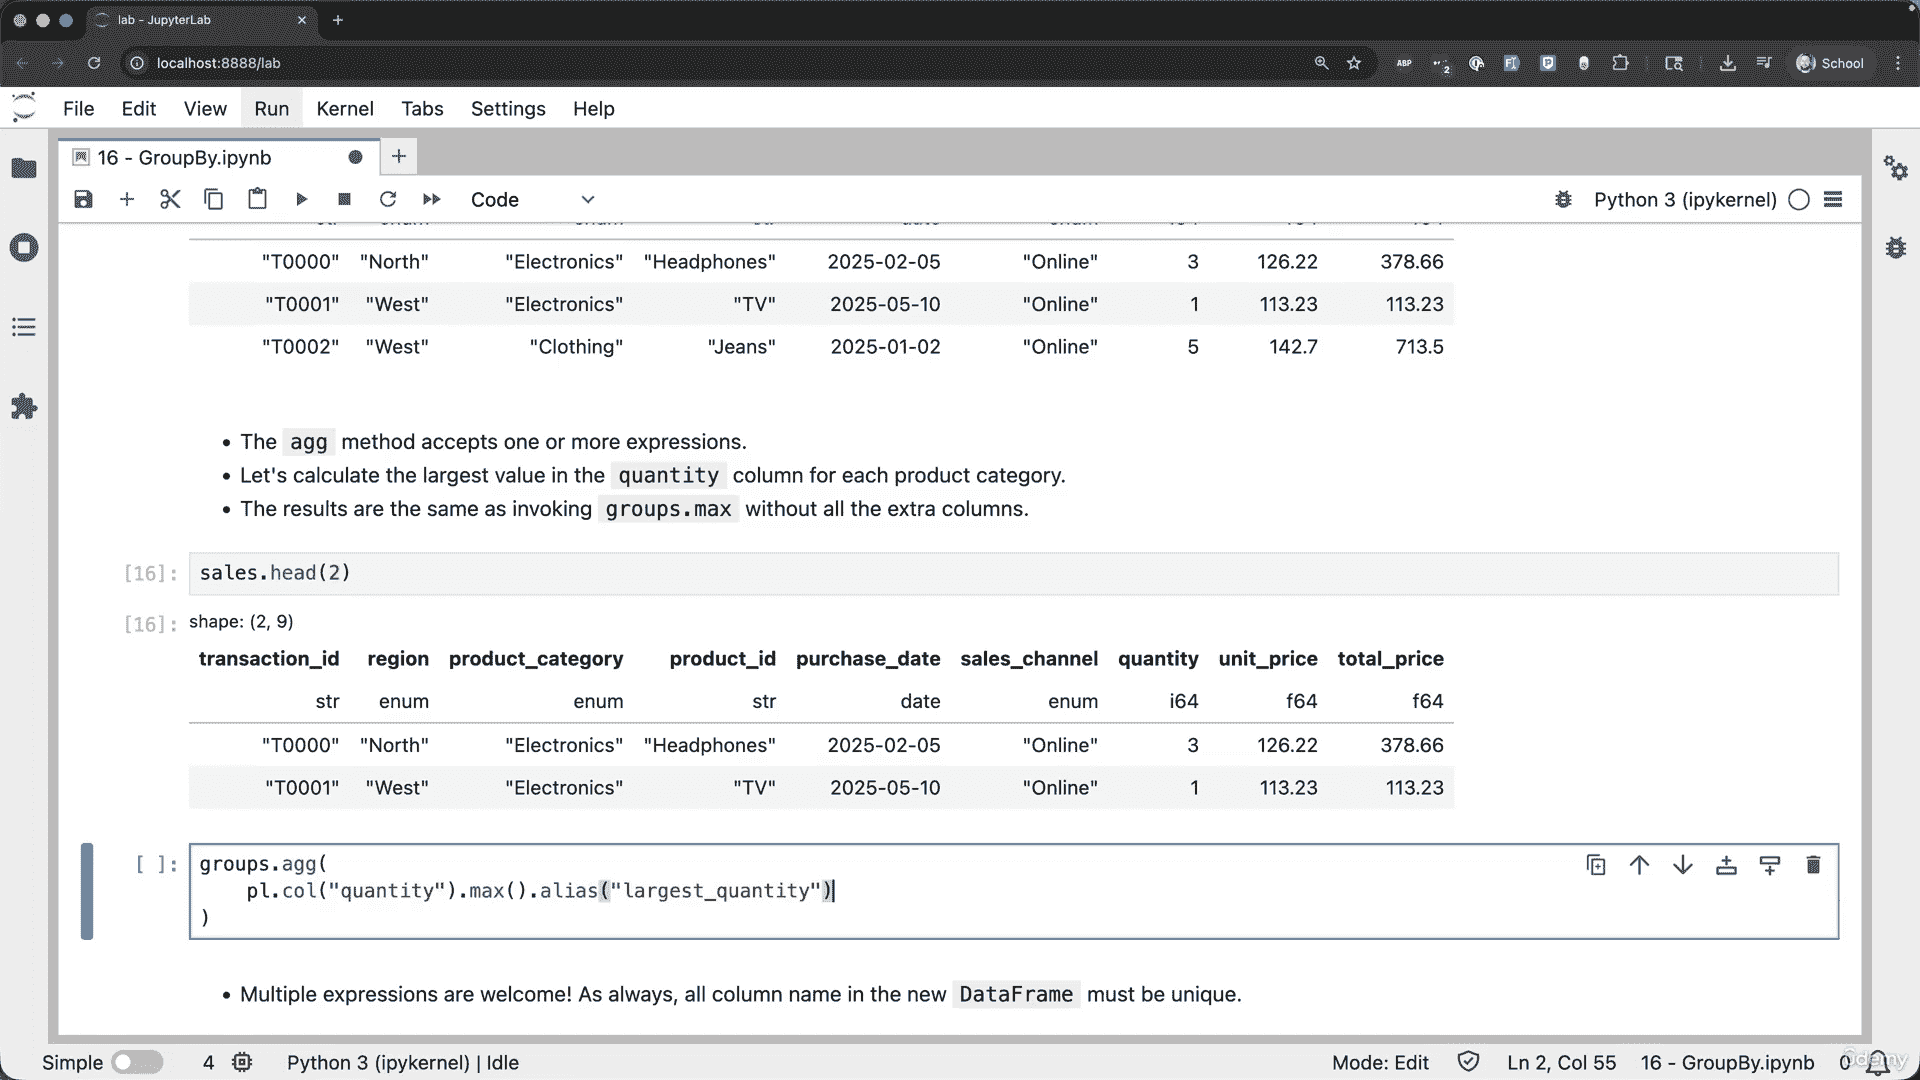 lab - JupyterLab
localhost:8888/lab
ABP
2
School
File Edit View Run Kernel Tabs Settings Help
16 - GroupBy.ipynb
Code
Python 3 (ipykernel)
"T0000" "North" "Electronics" "Headphones" 2025-02-05 "Online" 3 126.22 378.66
"T0001" "West" "Electronics" "TV" 2025-05-10 "Online" 1 113.23 113.23
"T0002" "West" "Clothing" "Jeans" 2025-01-02 "Online" 5 142.7 713.5
• The agg method accepts one or more expressions.
• Let's calculate the largest value in the quantity column for each product category.
• The results are the same as invoking groups.max without all the extra columns.
[16]: sales.head(2)
[16]: shape: (2, 9)
transaction_id region product_category product_id purchase_date sales_channel quantity unit_price total_price
str enum enum str date enum i64 f64 f64
"T0000" "North" "Electronics" "Headphones" 2025-02-05 "Online" 3 126.22 378.66
"T0001" "West" "Electronics" "TV" 2025-05-10 "Online" 1 113.23 113.23
[ ]: groups.agg(
pl.col("quantity").max().alias("largest_quantity")
)
• Multiple expressions are welcome! As always, all column name in the new DataFrame must be unique.
Simple 4 Python 3 (ipykernel) | Idle Mode: Edit Ln 2, Col 55 16 - GroupBy.ipynb 0
Udemy